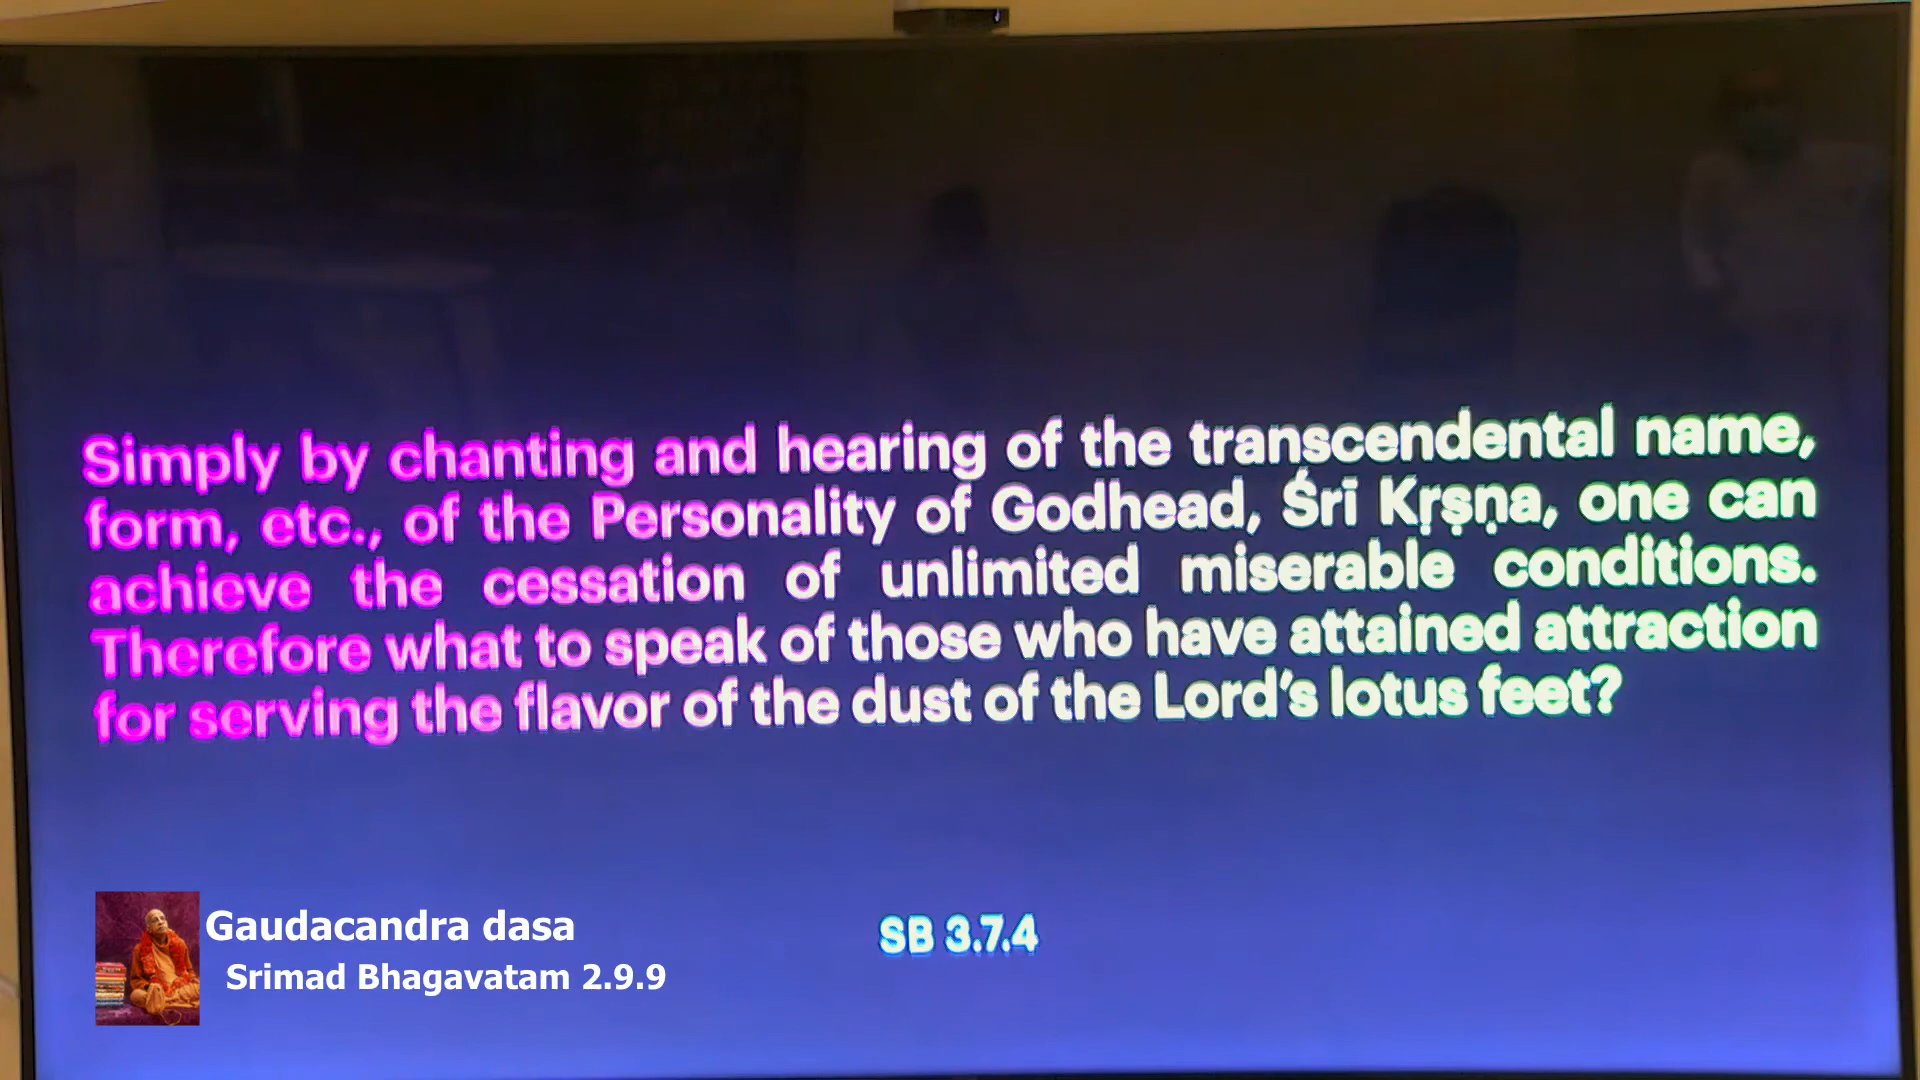 Simply by chanting and hearing of the transcendental name,
form, etc., of the Personality of Godhead, Śrī Kṛṣṇa, one can
achieve the cessation of unlimited miserable conditions.
Therefore what to speak of those who have attained attraction
for serving the flavor of the dust of the Lord's lotus feet?
SB 3.7.4
Gaudacandra dasa
Srimad Bhagavatam 2.9.9